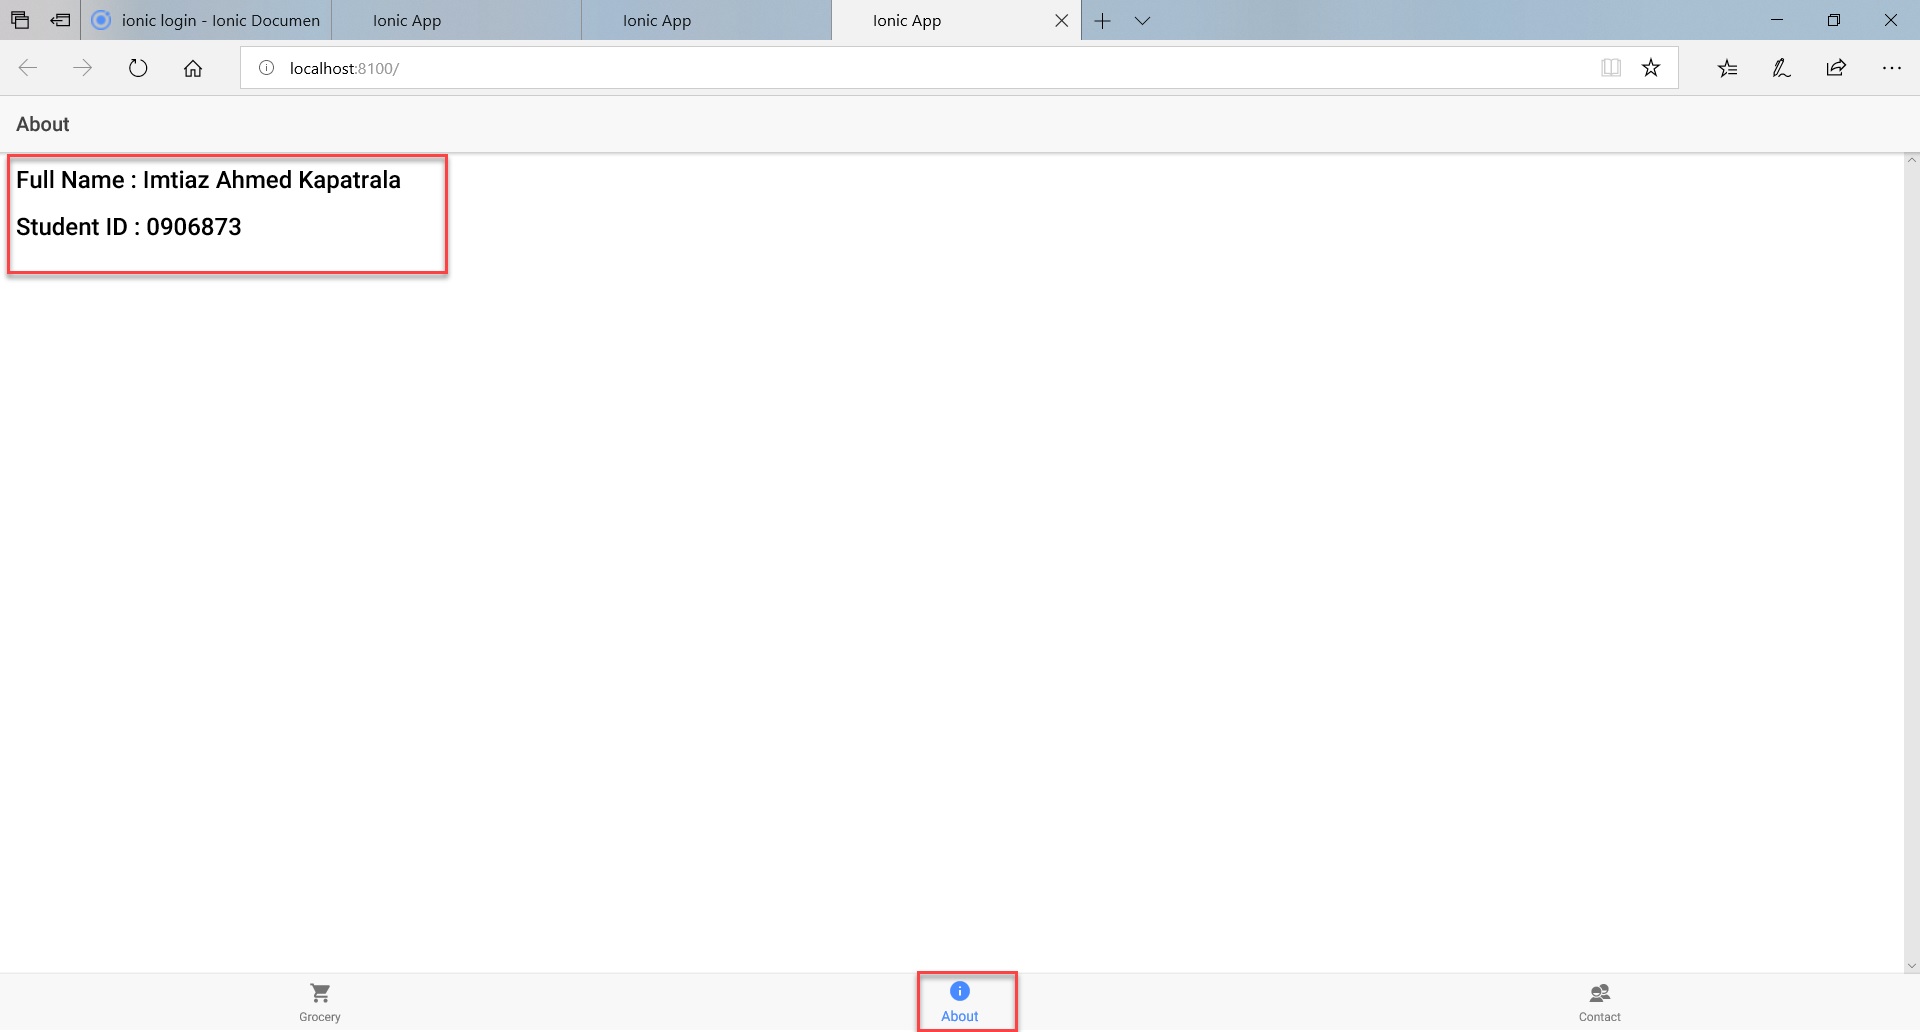 ionic login - Ionic Documen
Ionic App
Ionic App
Ionic App
localhost:8100/
About
Full Name : Imtiaz Ahmed Kapatrala
Student ID : 0906873
Grocery
About
Contact